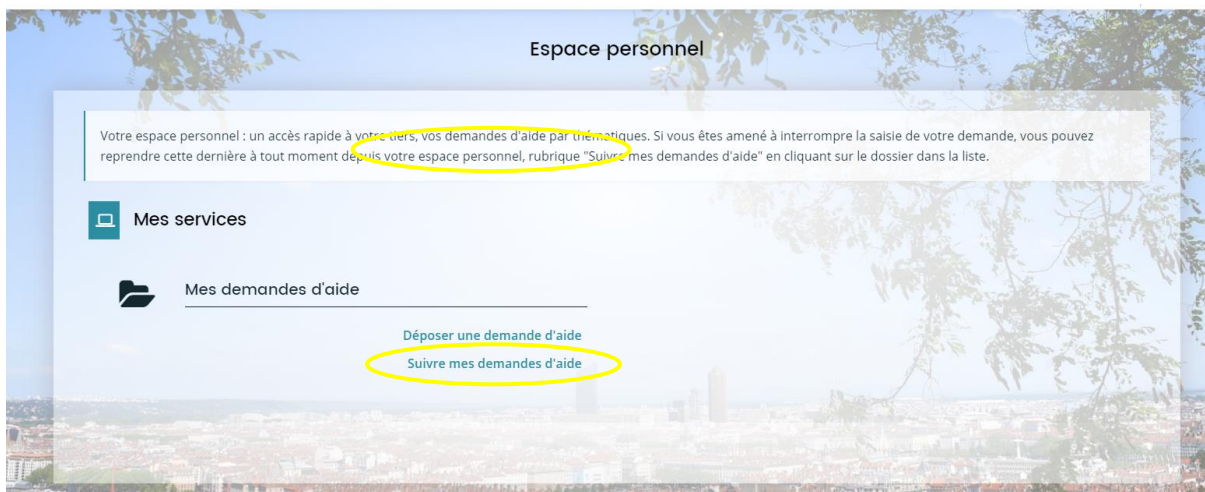 Espace personnel
Votre espace personnel : un accès rapide à votre tiers, vos demandes d'aide par thématiques. Si vous êtes amené à interrompre la saisie de votre demande, vous pouvez
reprendre cette dernière à tout moment depuis votre espace personnel, rubrique "Suivre mes demandes d'aide" en cliquant sur le dossier dans la liste.
Mes services
Mes demandes d'aide
Déposer une demande d'aide
Suivre mes demandes d'aide